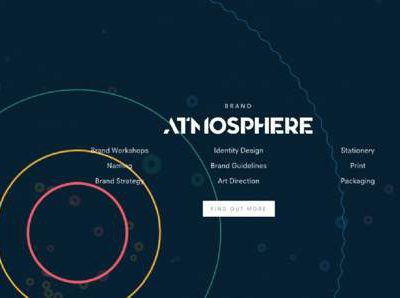 BRAND
ATMOSPHERE
Brand Workshops Identity Design Stationery
Naming Brand Guidelines Print
Brand Strategy Art Direction Packaging
FIND OUT MORE